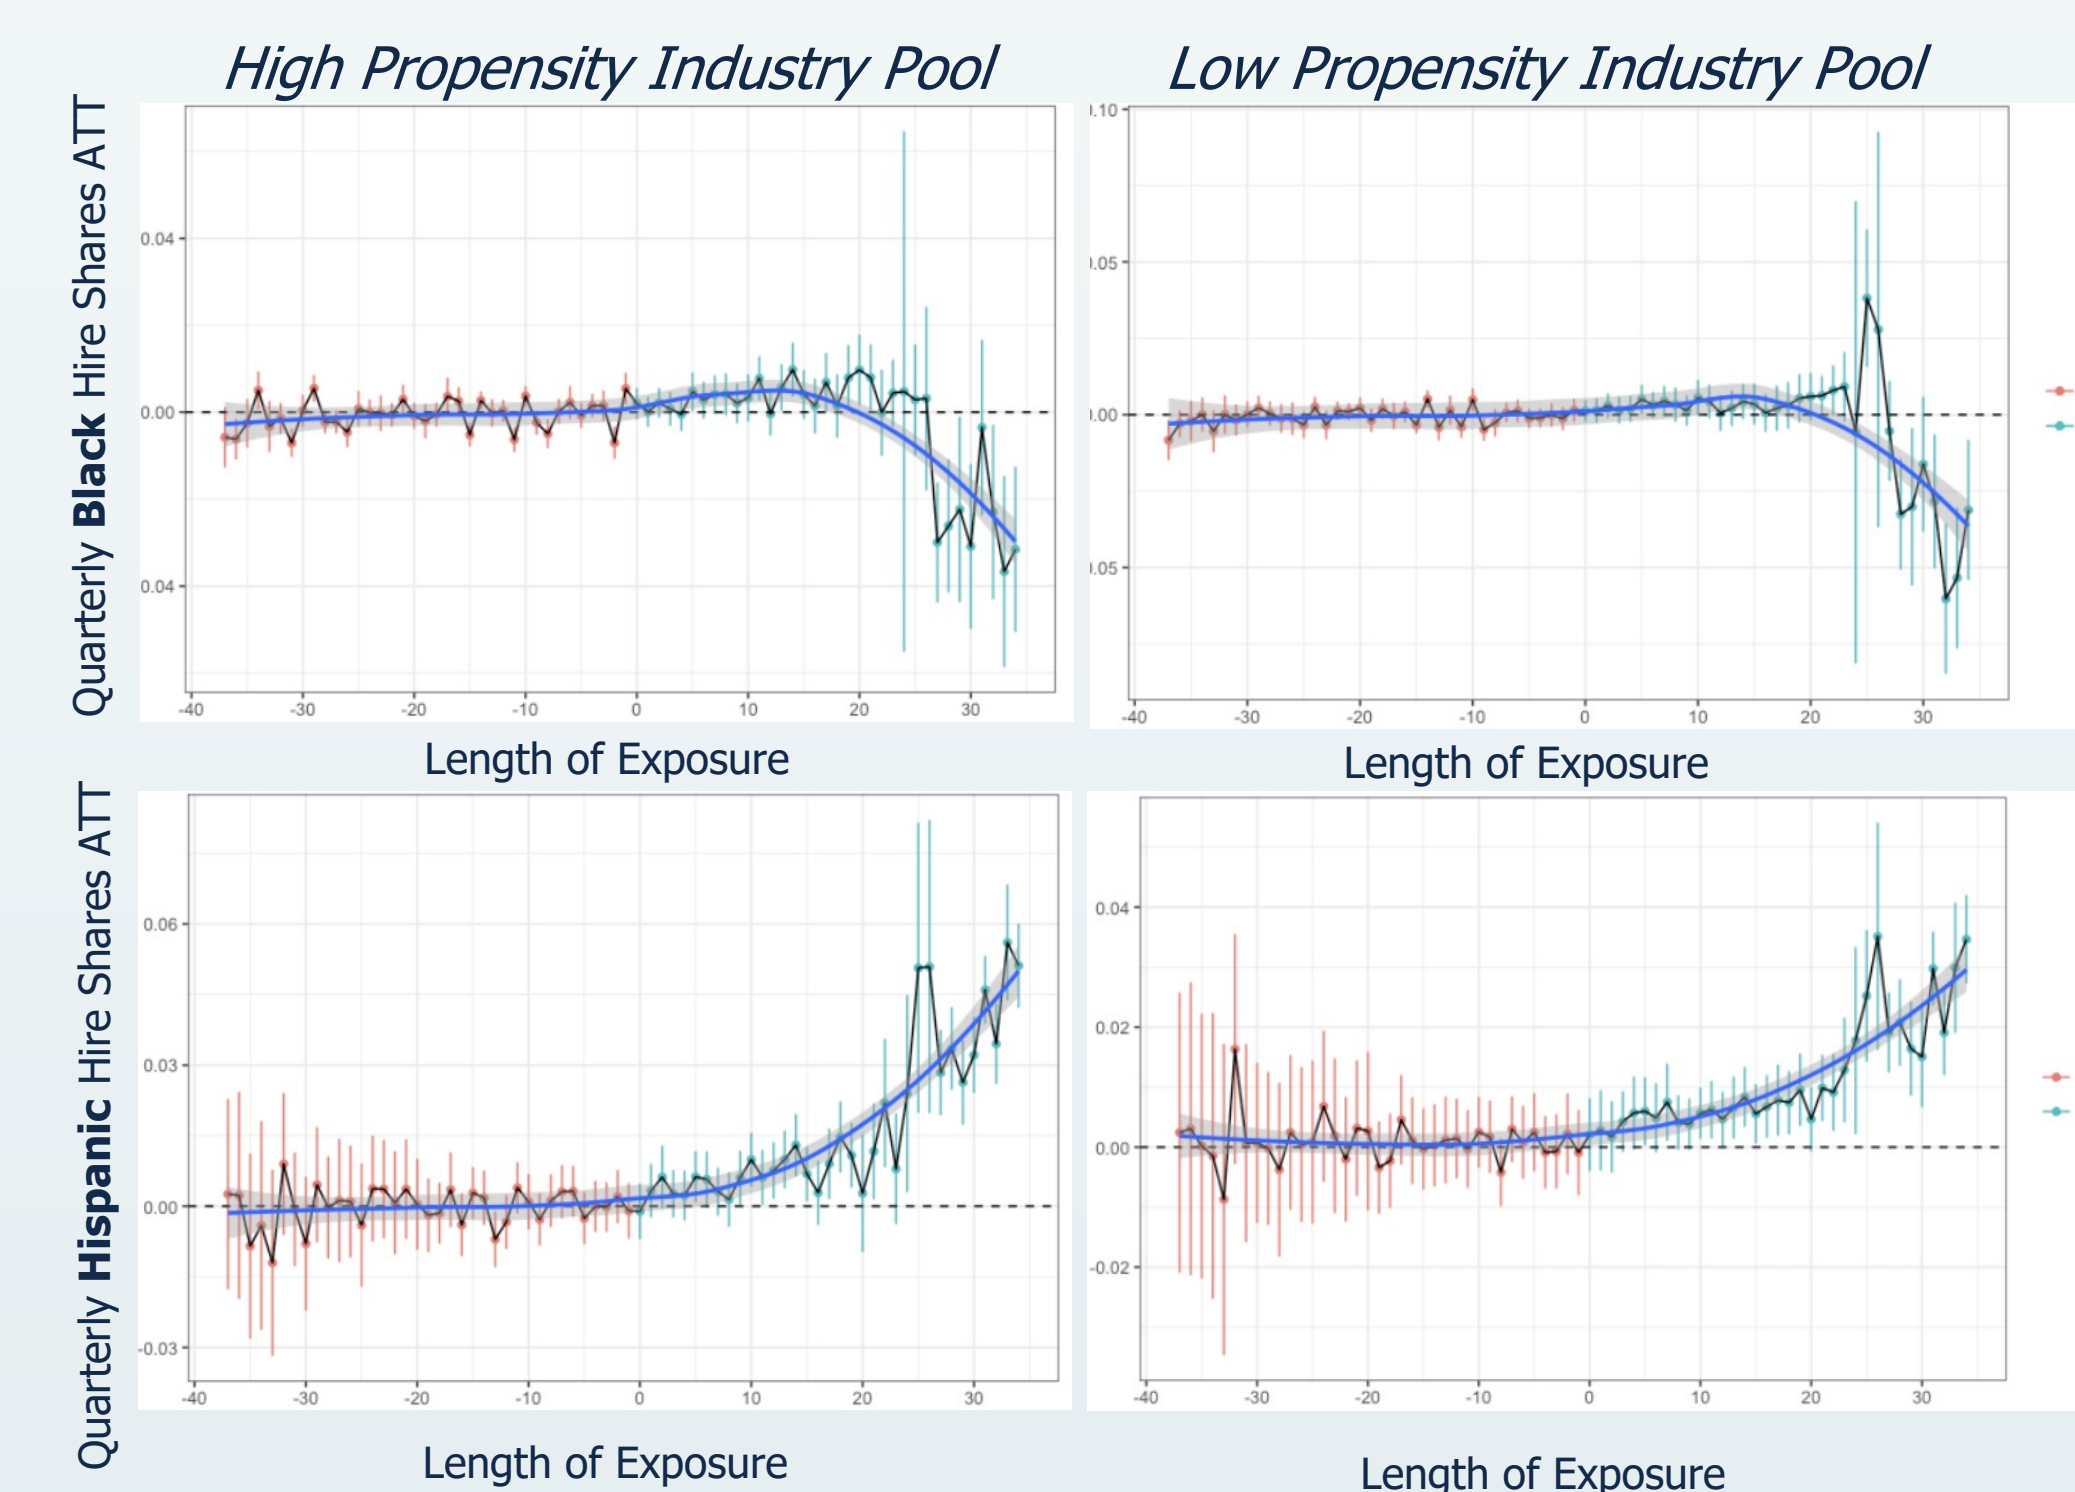 High Propensity Industry Pool
Low Propensity Industry Pool
Quarterly Black Hire Shares ATT
0.04
0.00
0.04
-40 -30 -20 -10 0 10 20 30
Length of Exposure
.10
.05
.00
.05
-40 -30 -20 -10 0 10 20 30
Length of Exposure
Quarterly Hispanic Hire Shares ATT
0.06
0.03
0.00
-0.03
-40 -30 -20 -10 0 10 20 30
Length of Exposure
0.04
0.02
0.00
-0.02
-40 -30 -20 -10 0 10 20 30
Length of Exposure